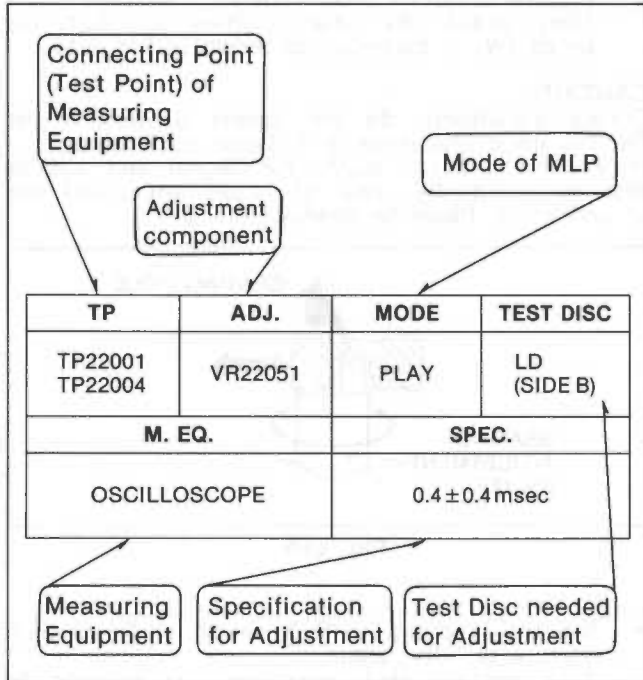 Connecting Point
(Test Point) of
Measuring
Equipment
Mode of MLP
Adjustment
component
TP ADJ. MODE TEST DISC
TP22001
TP22004
VR22051
PLAY
LD
(SIDE B)
M. EQ. SPEC.
OSCILLOSCOPE 0.4±0.4msec
Measuring
Equipment
Specification
for Adjustment
Test Disc needed
for Adjustment